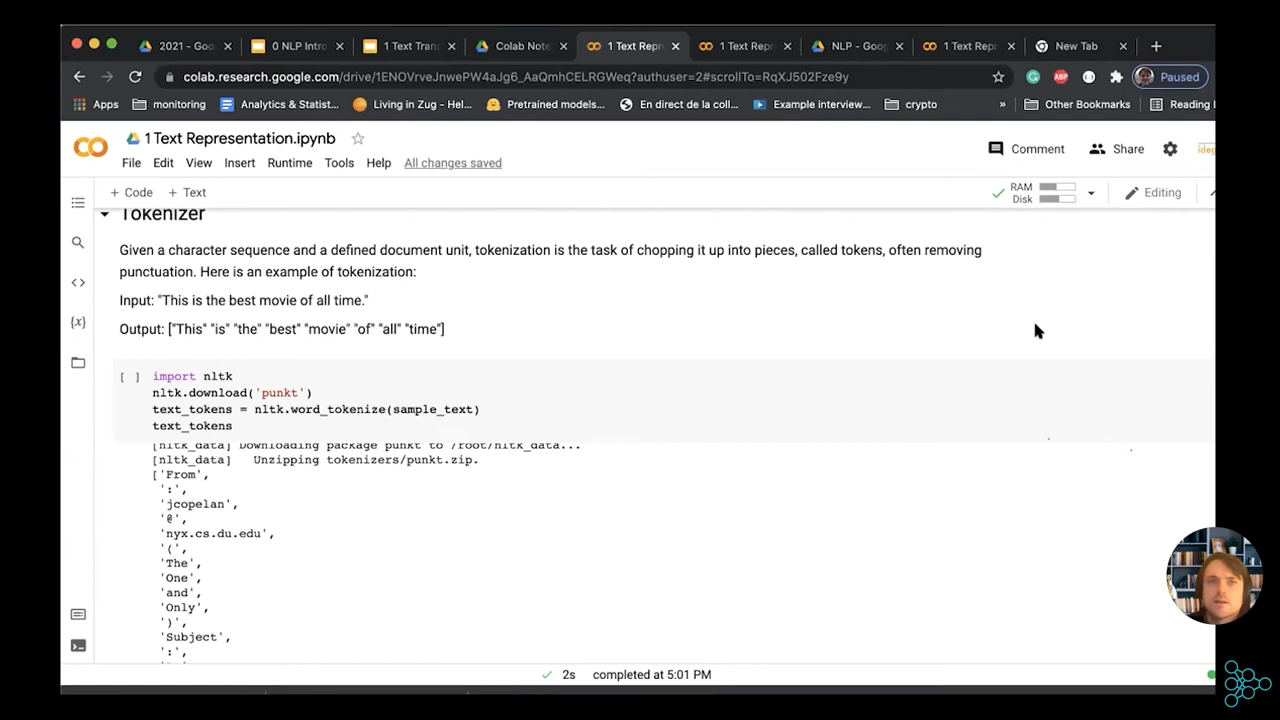 2021 - Goo
0 NLP Intro
1 Text Tran
Colab Note
1 Text Repr
1 Text Repr
NLP - Goog
1 Text Repr
New Tab
colab.research.google.com/drive/1ENOVrveJnwePW4aJg6_AaQmhCELRGWeq?authuser=2#scrollTo=RqXJ502Fze9y
ABP
Paused
Apps
monitoring
Analytics & Statist...
Living in Zug - Hel...
Pretrained models...
En direct de la coll...
Example interview...
crypto
»
Other Bookmarks
Reading
1 Text Representation.ipynb
File Edit View Insert Runtime Tools Help All changes saved
Comment
Share
+ Code + Text
RAM
Disk
Editing
Tokenizer
Given a character sequence and a defined document unit, tokenization is the task of chopping it up into pieces, called tokens, often removing
punctuation. Here is an example of tokenization:
Input: "This is the best movie of all time."
Output: ["This" "is" "the" "best" "movie" "of" "all" "time"]
[ ] import nltk
nltk.download('punkt')
text_tokens = nltk.word_tokenize(sample_text)
text_tokens
[nltk_data] Downloading package punkt to /root/nltk_data...
[nltk_data]   Unzipping tokenizers/punkt.zip.
['From',
':',
'jcopelan',
'@',
'nyx.cs.du.edu',
'(',
'The',
'One',
'and',
'Only',
')',
'Subject',
':',
2s completed at 5:01 PM